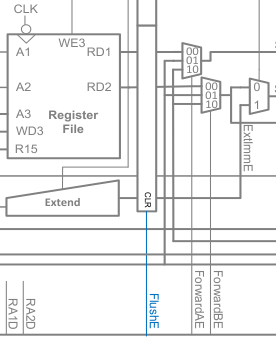 CLK
WE3
A1
RD1
00
01
10
A2
RD2
00
01
10
0
1
A3
Register
File
WD3
R15
ExtImmE
Extend
CLR
FlushE
ForwardAE
ForwardBE
RA1D
RA2D